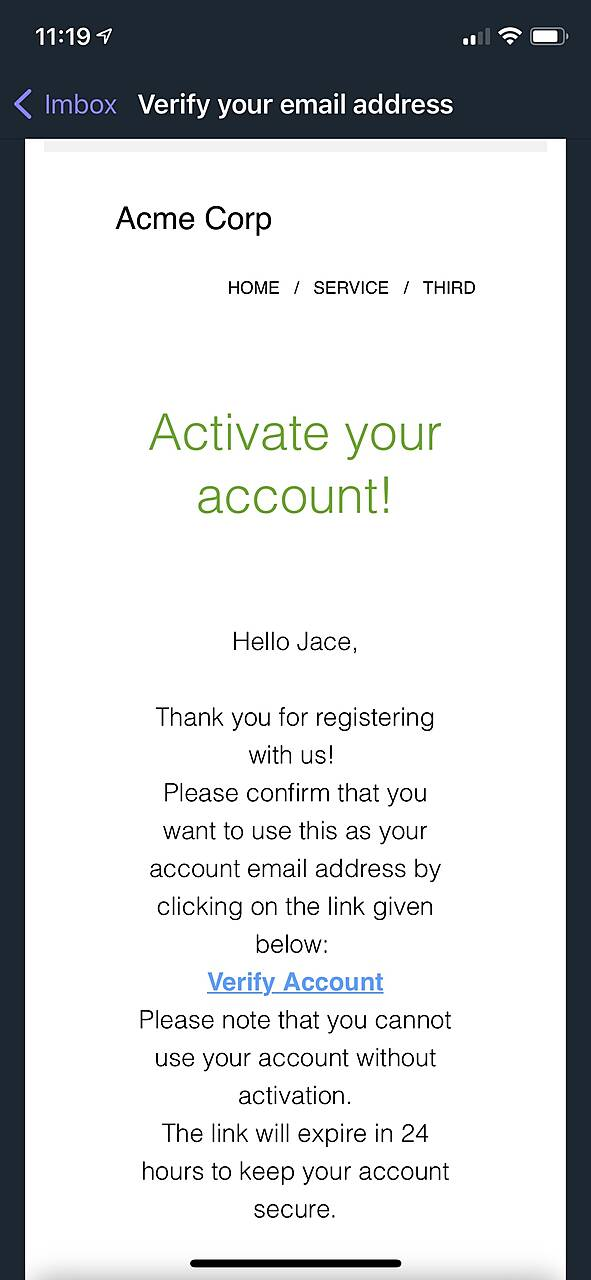 11:19
Imbox Verify your email address
Acme Corp
HOME / SERVICE / THIRD
Activate your
account!
Hello Jace,
Thank you for registering
with us!
Please confirm that you
want to use this as your
account email address by
clicking on the link given
below:
Verify Account
Please note that you cannot
use your account without
activation.
The link will expire in 24
hours to keep your account
secure.